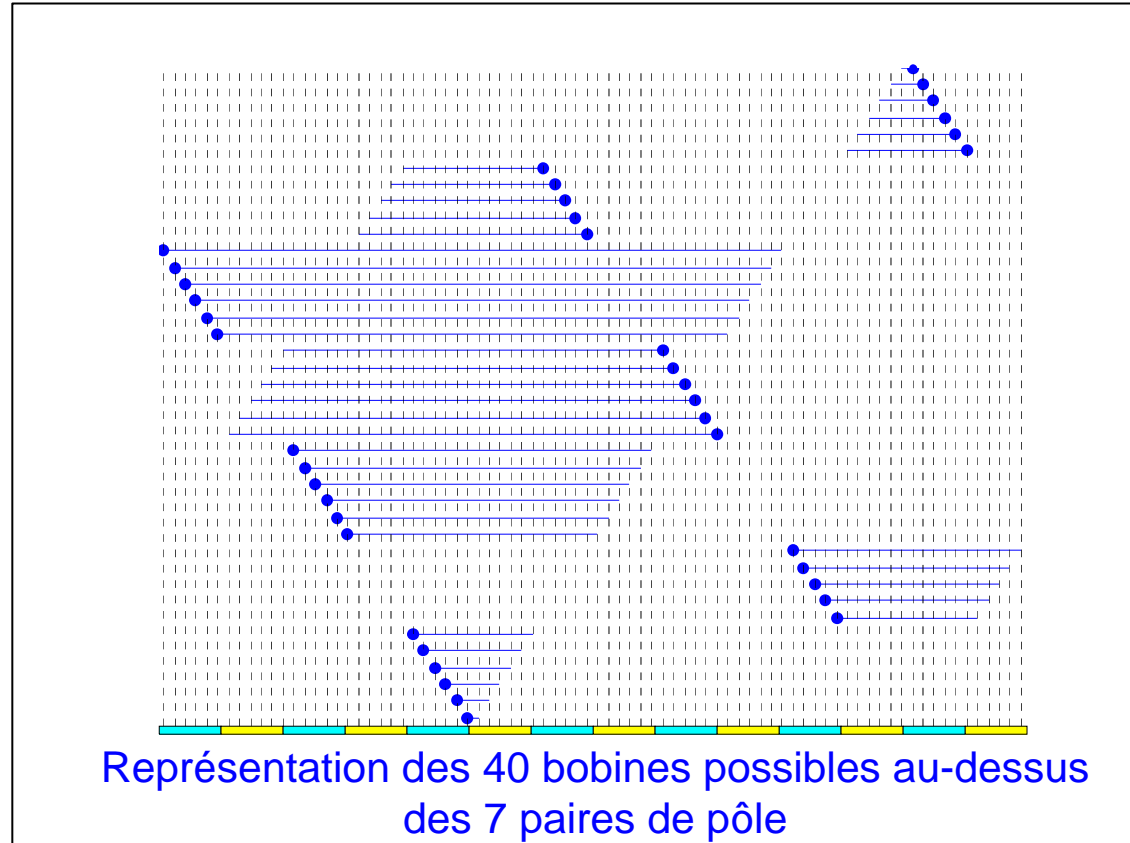 Représentation des 40 bobines possibles au-dessus
des 7 paires de pôle